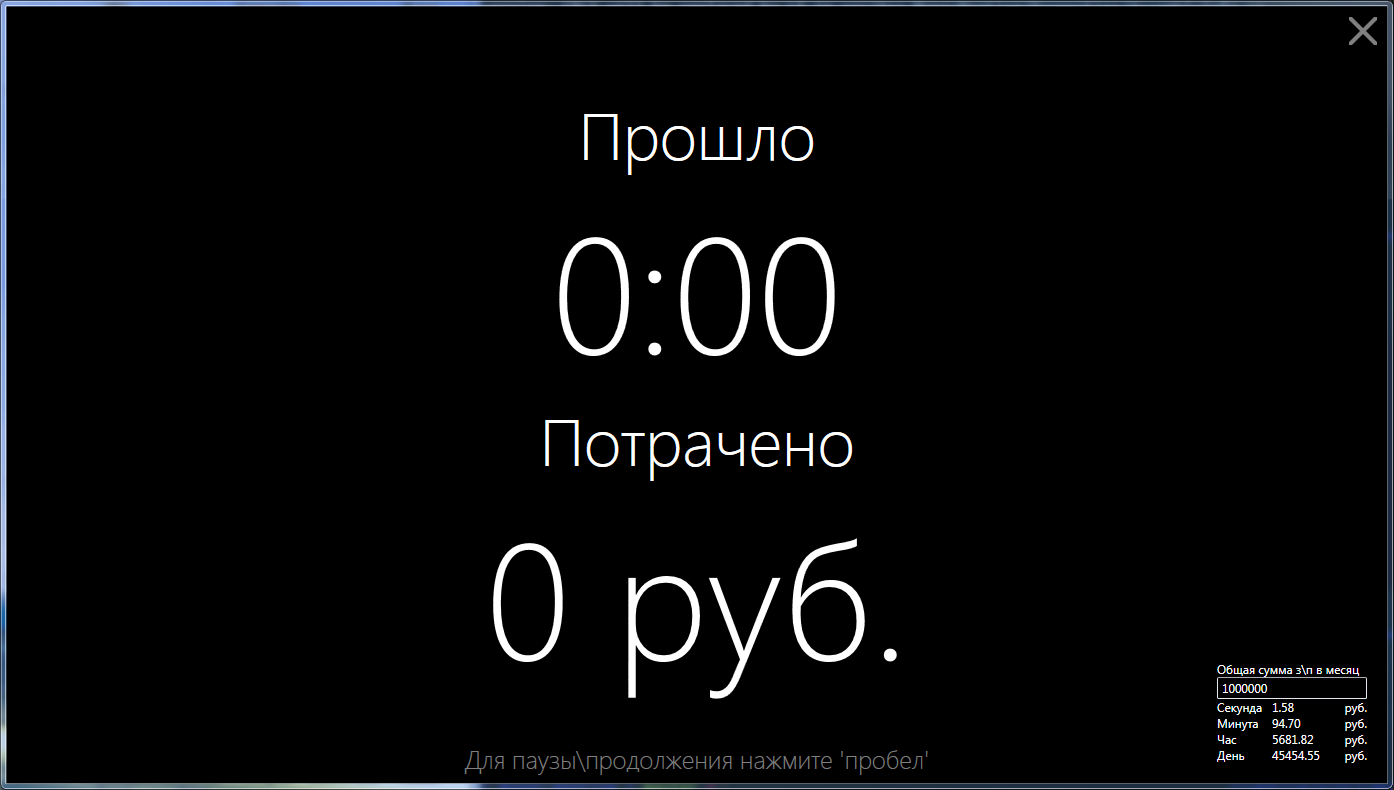 Прошло
0:00
Потрачено
0 руб.
Общая сумма з\п в месяц
1000000
Секунда 1.58 руб.
Минута 94.70 руб.
Час 5681.82 руб.
День 45454.55 руб.
Для паузы\продолжения нажмите 'пробел'